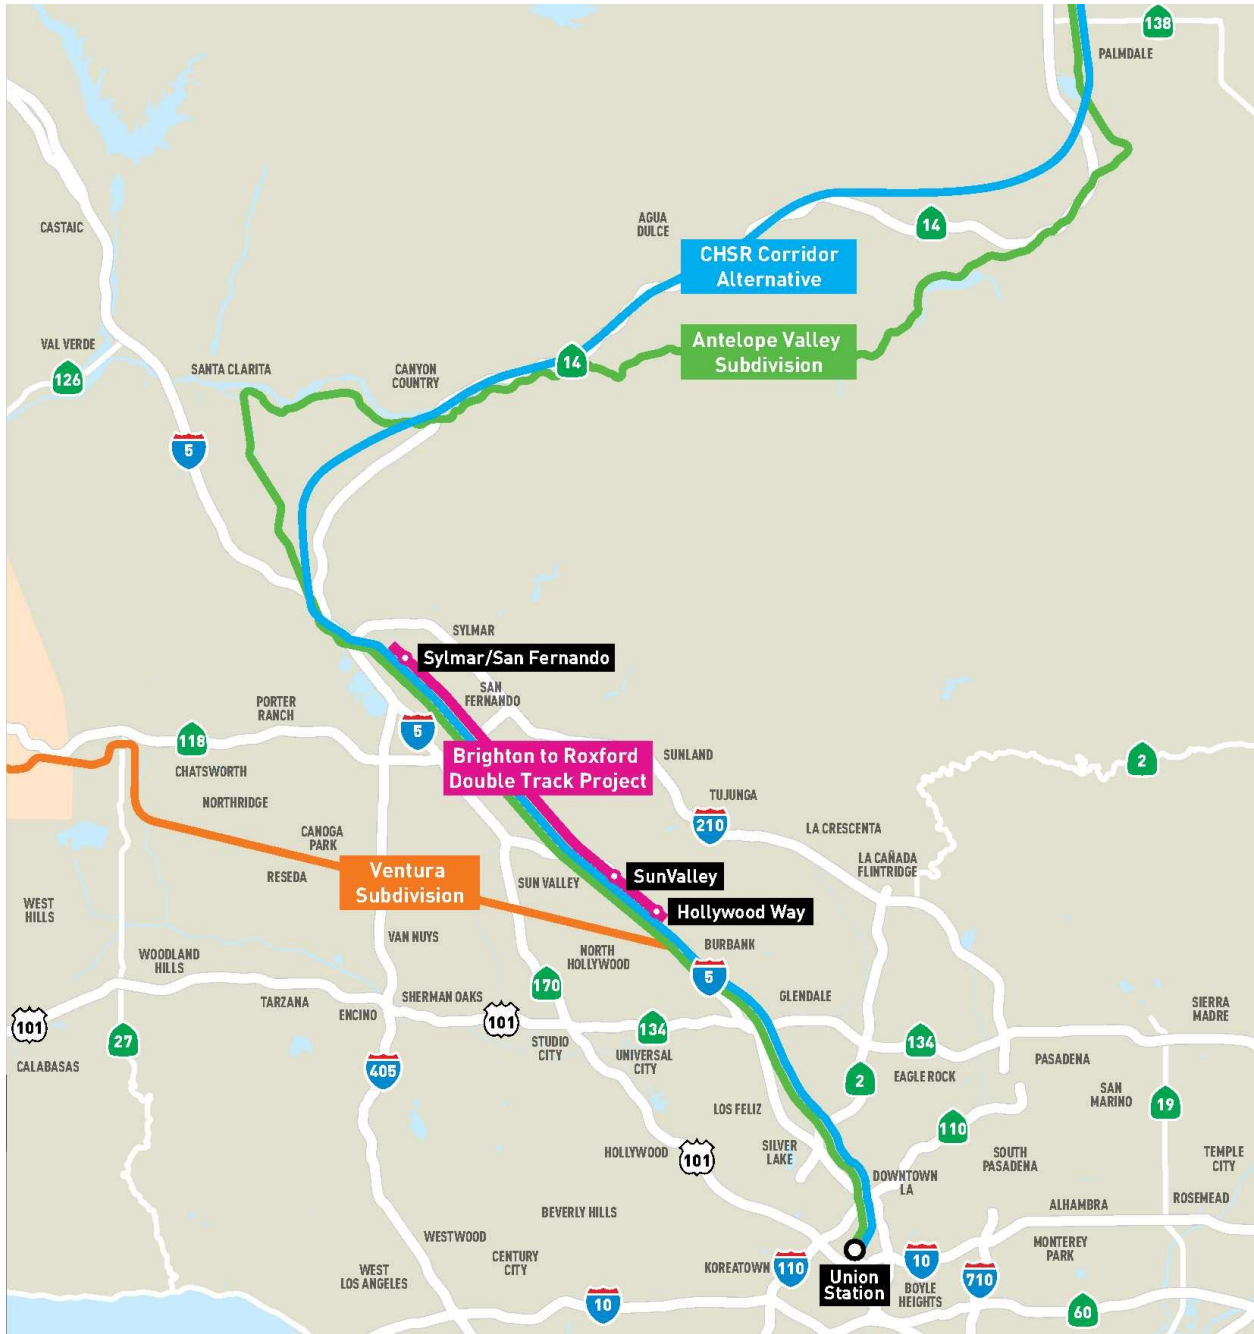 138
PALMDALE
CASTAIC
AGUA
DULCE
14
CHSR Corridor
Alternative
VAL VERDE
126
SANTA CLARITA
CANYON
COUNTRY
14
Antelope Valley
Subdivision
5
SYLMAR
Sylmar/San Fernando
SAN
FERNANDO
PORTER
RANCH
118
5
CHATSWORTH
Brighton to Roxford
Double Track Project
SUNLAND
2
NORTHRIDGE
TUJUNGA
210
LA CRESCENTA
CANOGA
PARK
LA CAÑADA
FLINTRIDGE
RESEDA
Ventura
Subdivision
SUN VALLEY
SunValley
WEST
HILLS
Hollywood Way
VAN NUYS
BURBANK
WOODLAND
HILLS
NORTH
HOLLYWOOD
5
170
TARZANA
SHERMAN OAKS
GLENDALE
ENCINO
101
101
134
SIERRA
MADRE
27
STUDIO
CITY
UNIVERSAL
CITY
134
CALABASAS
405
EAGLE ROCK
PASADENA
2
SAN
MARINO
19
LOS FELIZ
110
SILVER
LAKE
HOLLYWOOD
101
SOUTH
PASADENA
TEMPLE
CITY
DOWNTOWN
LA
ROSEMEAD
BEVERLY HILLS
ALHAMBRA
WESTWOOD
CENTURY
CITY
MONTEREY
PARK
WEST
LOS ANGELES
KOREATOWN
110
Union
Station
10
BOYLE
HEIGHTS
710
10
60